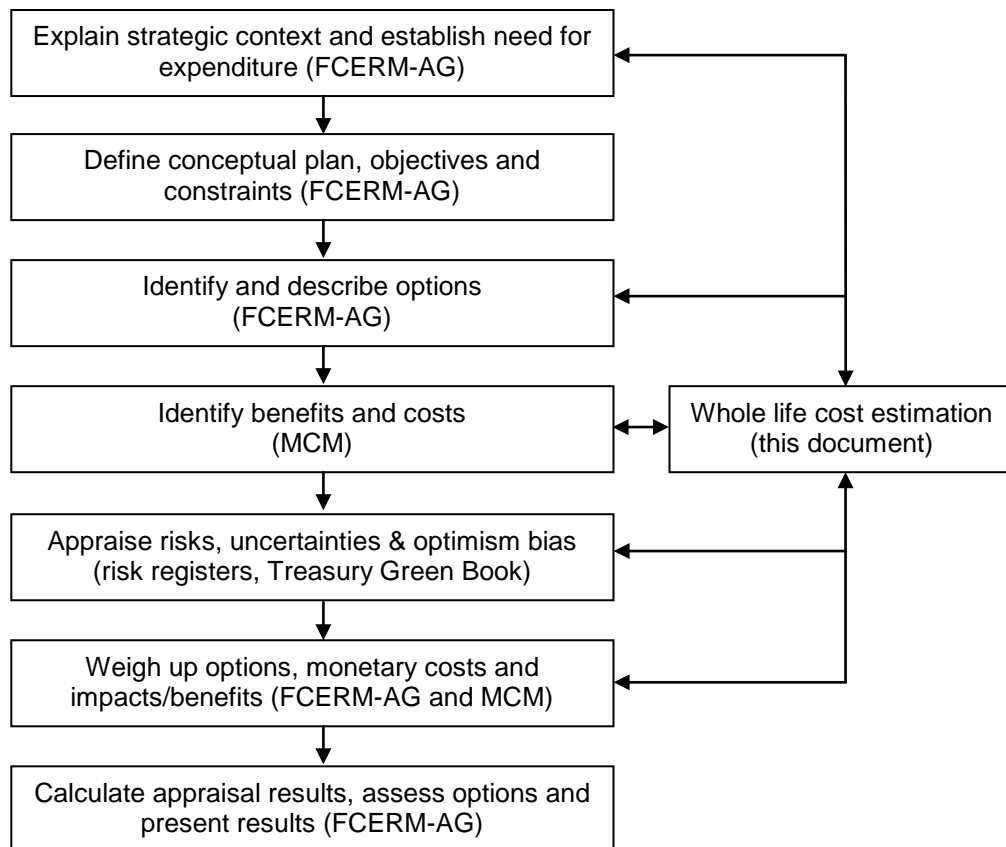 Explain strategic context and establish need for
expenditure (FCERM-AG)
Define conceptual plan, objectives and
constraints (FCERM-AG)
Identify and describe options
(FCERM-AG)
Identify benefits and costs
(MCM)
Whole life cost estimation
(this document)
Appraise risks, uncertainties & optimism bias
(risk registers, Treasury Green Book)
Weigh up options, monetary costs and
impacts/benefits (FCERM-AG and MCM)
Calculate appraisal results, assess options and
present results (FCERM-AG)